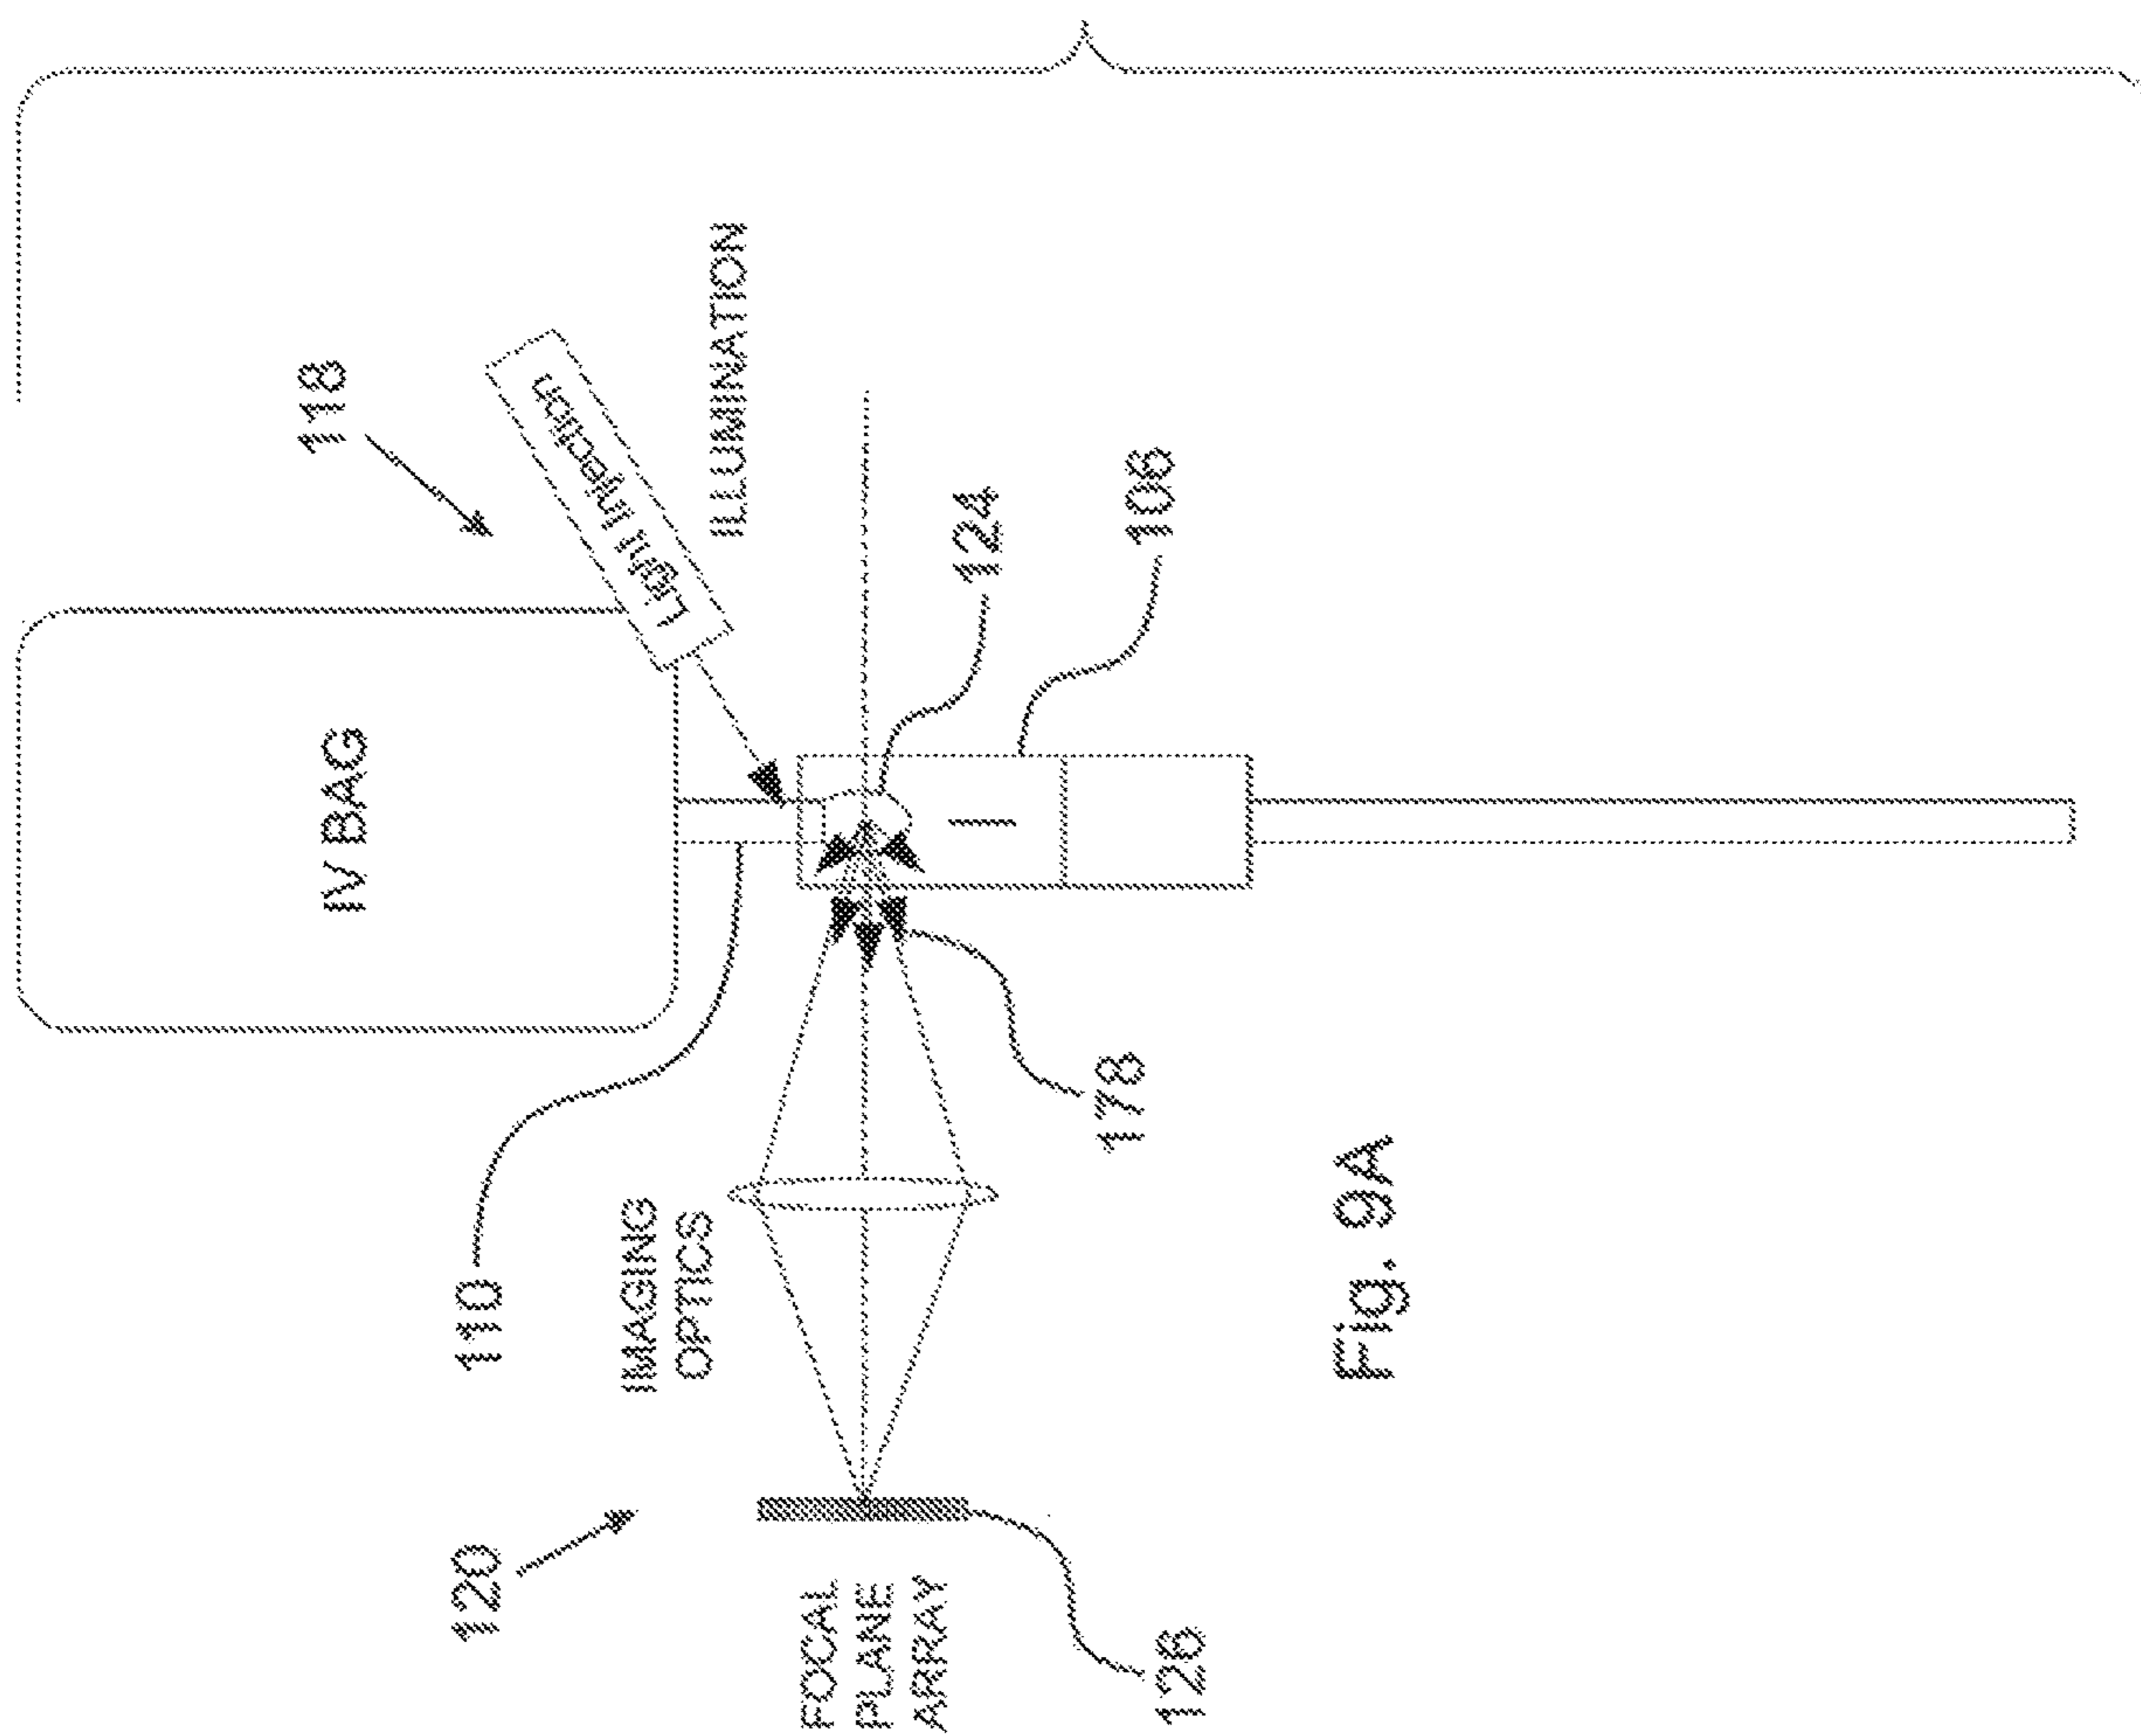 118
IV BAG
Light Injection
ILLUMINATION
124
106
110
178
IMAGING
OPTICS
120
FOCAL
PLANE
ARRAY
126
Fig. 9A